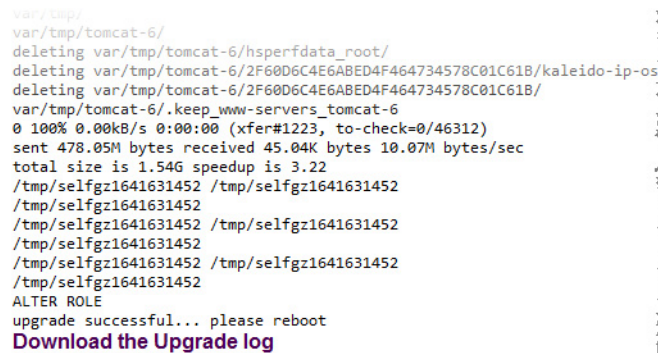 var/tmp/
var/tmp/tomcat-6/
deleting var/tmp/tomcat-6/hsperfdata_root/
deleting var/tmp/tomcat-6/2F60D6C4E6ABED4F464734578C01C61B/kaleido-ip-os
deleting var/tmp/tomcat-6/2F60D6C4E6ABED4F464734578C01C61B/
var/tmp/tomcat-6/.keep_www-servers_tomcat-6
0 100% 0.00kB/s 0:00:00 (xfer#1223, to-check=0/46312)
sent 478.05M bytes received 45.04K bytes 10.07M bytes/sec
total size is 1.54G speedup is 3.22
/tmp/selfgz1641631452 /tmp/selfgz1641631452
/tmp/selfgz1641631452
/tmp/selfgz1641631452 /tmp/selfgz1641631452
/tmp/selfgz1641631452
/tmp/selfgz1641631452 /tmp/selfgz1641631452
/tmp/selfgz1641631452
ALTER ROLE
upgrade successful... please reboot
Download the Upgrade log